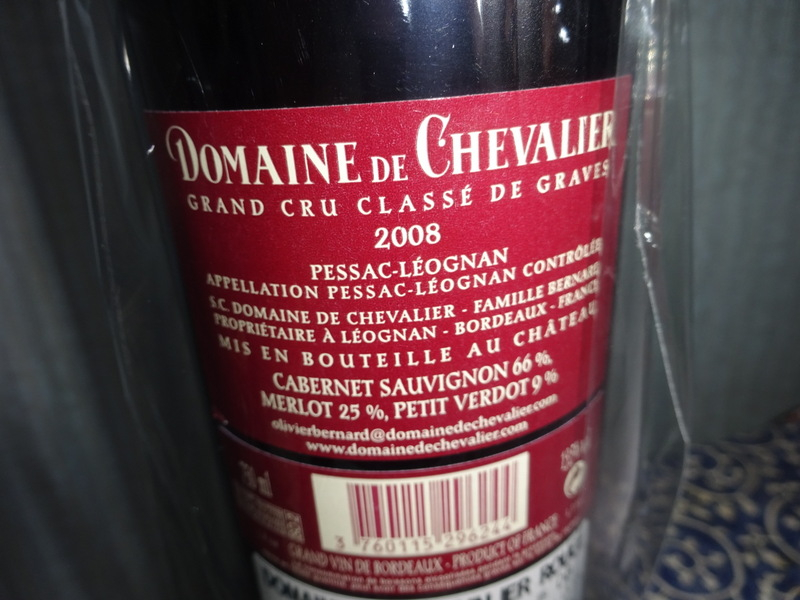 DOMAINE DE CHEVALIER
GRAND CRU CLASSÉ DE GRAVES
2008
PESSAC-LÉOGNAN
APPELLATION PESSAC-LÉOGNAN CONTRÔLÉE
S.C. DOMAINE DE CHEVALIER - FAMILLE BERNARD
PROPRIÉTAIRE À LÉOGNAN - BORDEAUX - FRANCE
MIS EN BOUTEILLE AU CHÂTEAU
CABERNET SAUVIGNON 66 %,
MERLOT 25 %, PETIT VERDOT 9 %
olivierbernard@domainedechevalier.com
www.domainedechevalier.com
750 ml
3 760115 296244
GRAND VIN DE BORDEAUX - PRODUCT OF FRANCE